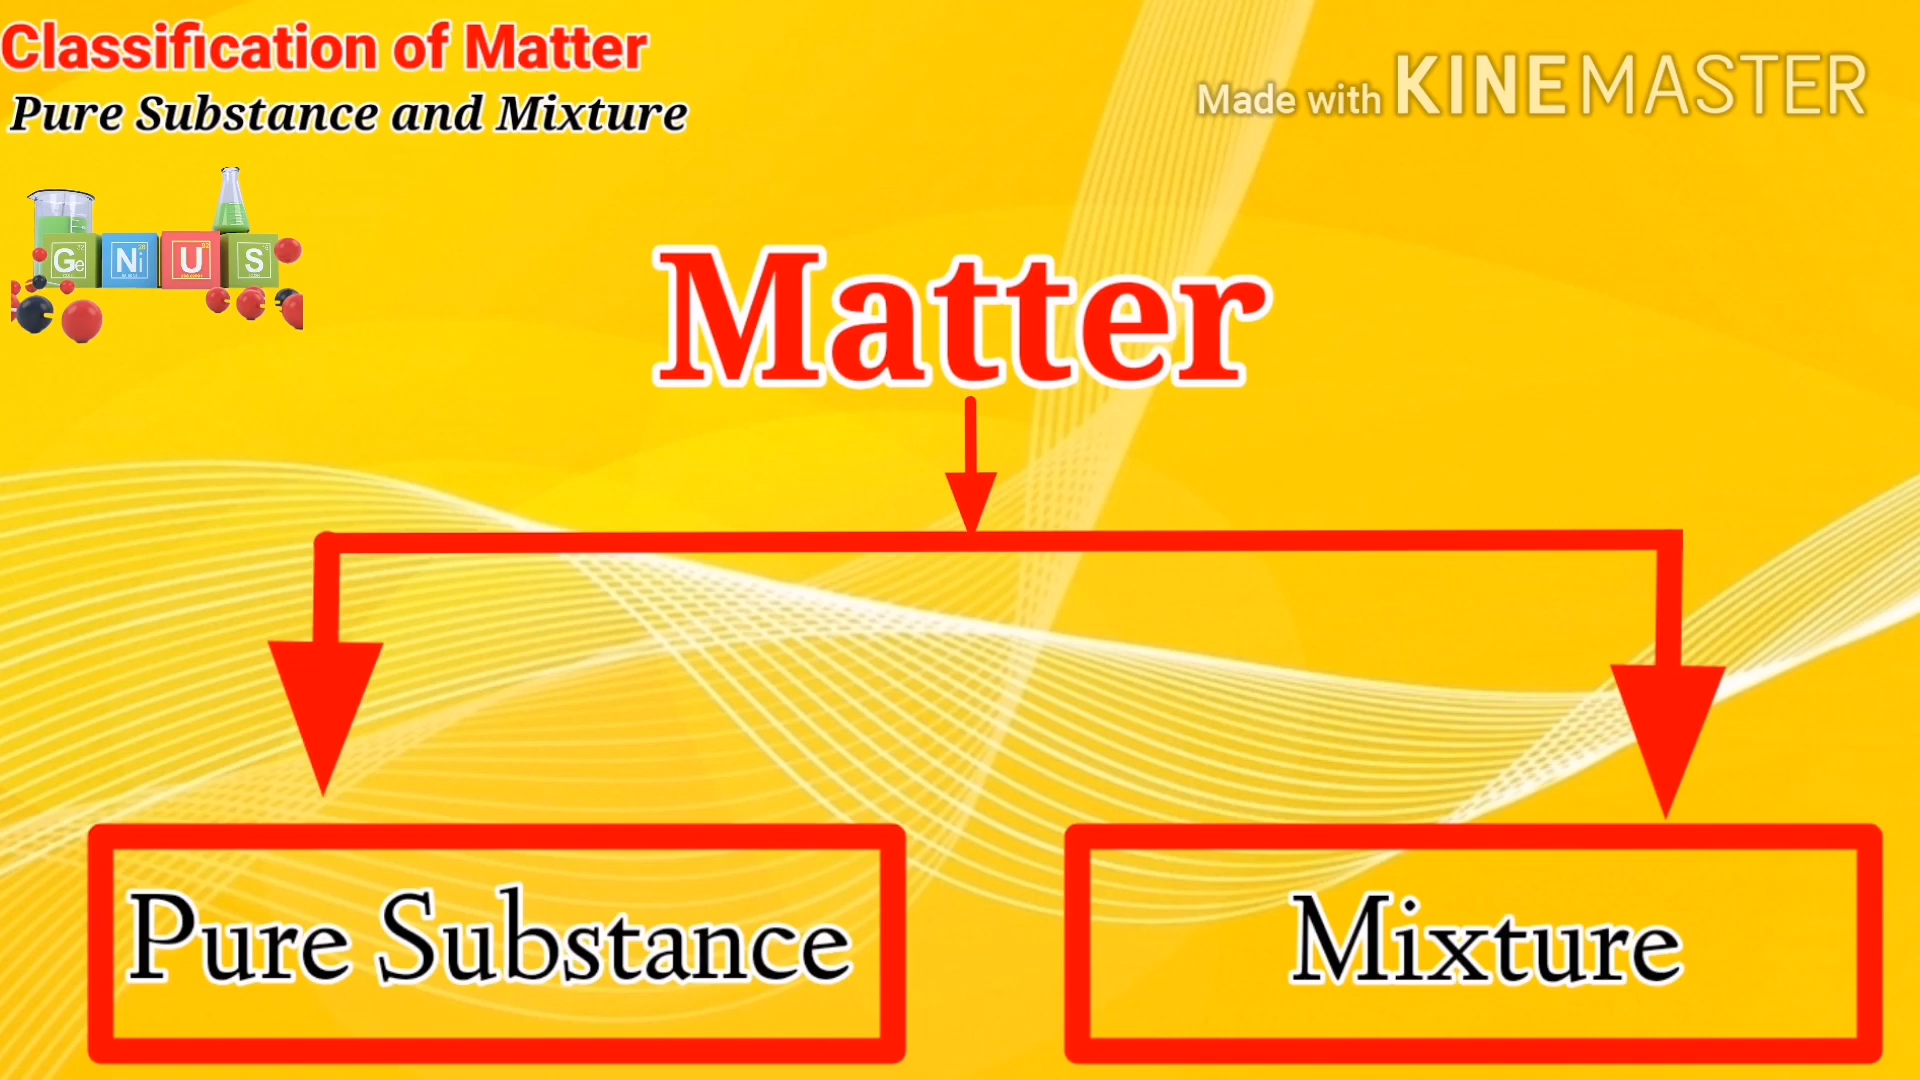 Classification of Matter
Pure Substance and Mixture
Made with KINEMASTER
Ge Ni U S
Matter
Pure Substance
Mixture